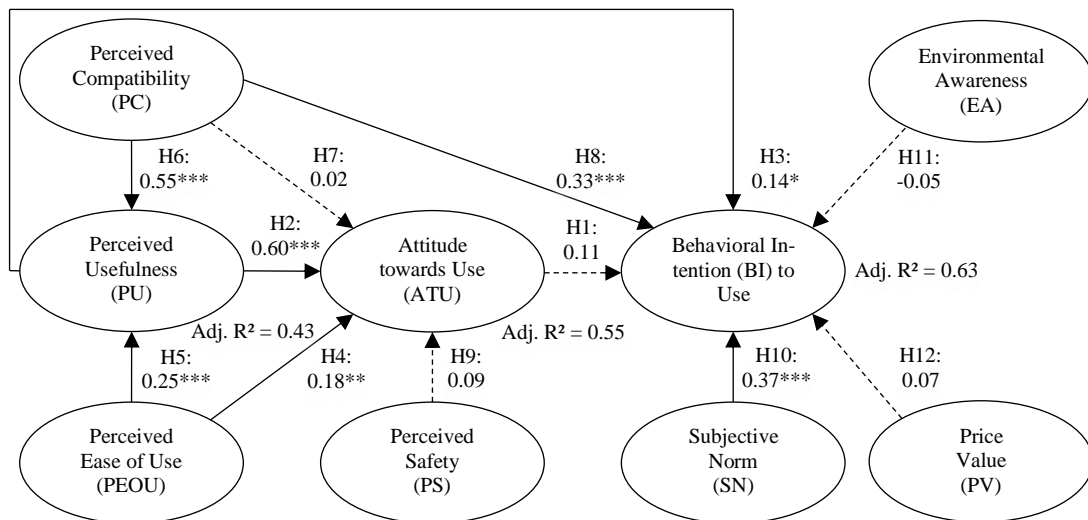 Perceived
Compatibility
(PC)
Environmental
Awareness
(EA)
H6:
0.55***
H7:
0.02
H8:
0.33***
H3:
0.14*
H11:
-0.05
Perceived
Usefulness
(PU)
H2:
0.60***
Attitude
towards Use
(ATU)
H1:
0.11
Behavioral In-
tention (BI) to
Use
Adj. R² = 0.63
Adj. R² = 0.43
Adj. R² = 0.55
H5:
0.25***
H4:
0.18**
H9:
0.09
H10:
0.37***
H12:
0.07
Perceived
Ease of Use
(PEOU)
Perceived
Safety
(PS)
Subjective
Norm
(SN)
Price
Value
(PV)